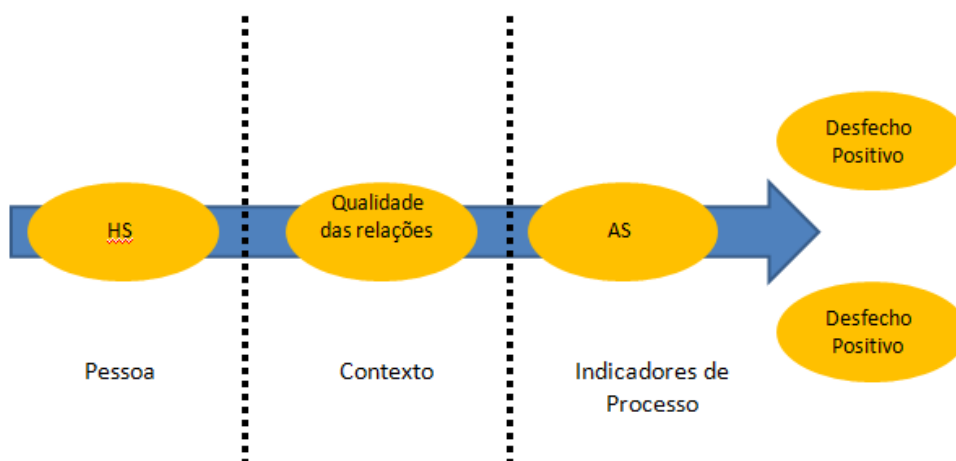 Desfecho
Positivo
HS
Qualidade
das relações
AS
Desfecho
Positivo
Pessoa
Contexto
Indicadores de
Processo